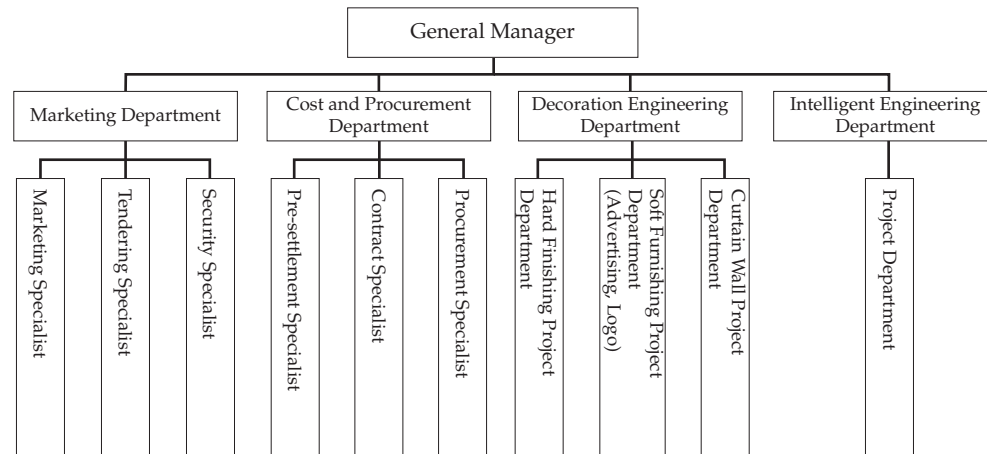 General Manager
Marketing Department
Cost and Procurement
Department
Decoration Engineering
Department
Intelligent Engineering
Department
Marketing Specialist
Tendering Specialist
Security Specialist
Pre-settlement Specialist
Contract Specialist
Procurement Specialist
Hard Finishing Project
Department
Soft Furnishing Project
Department
(Advertising, Logo)
Curtain Wall Project
Department
Project Department